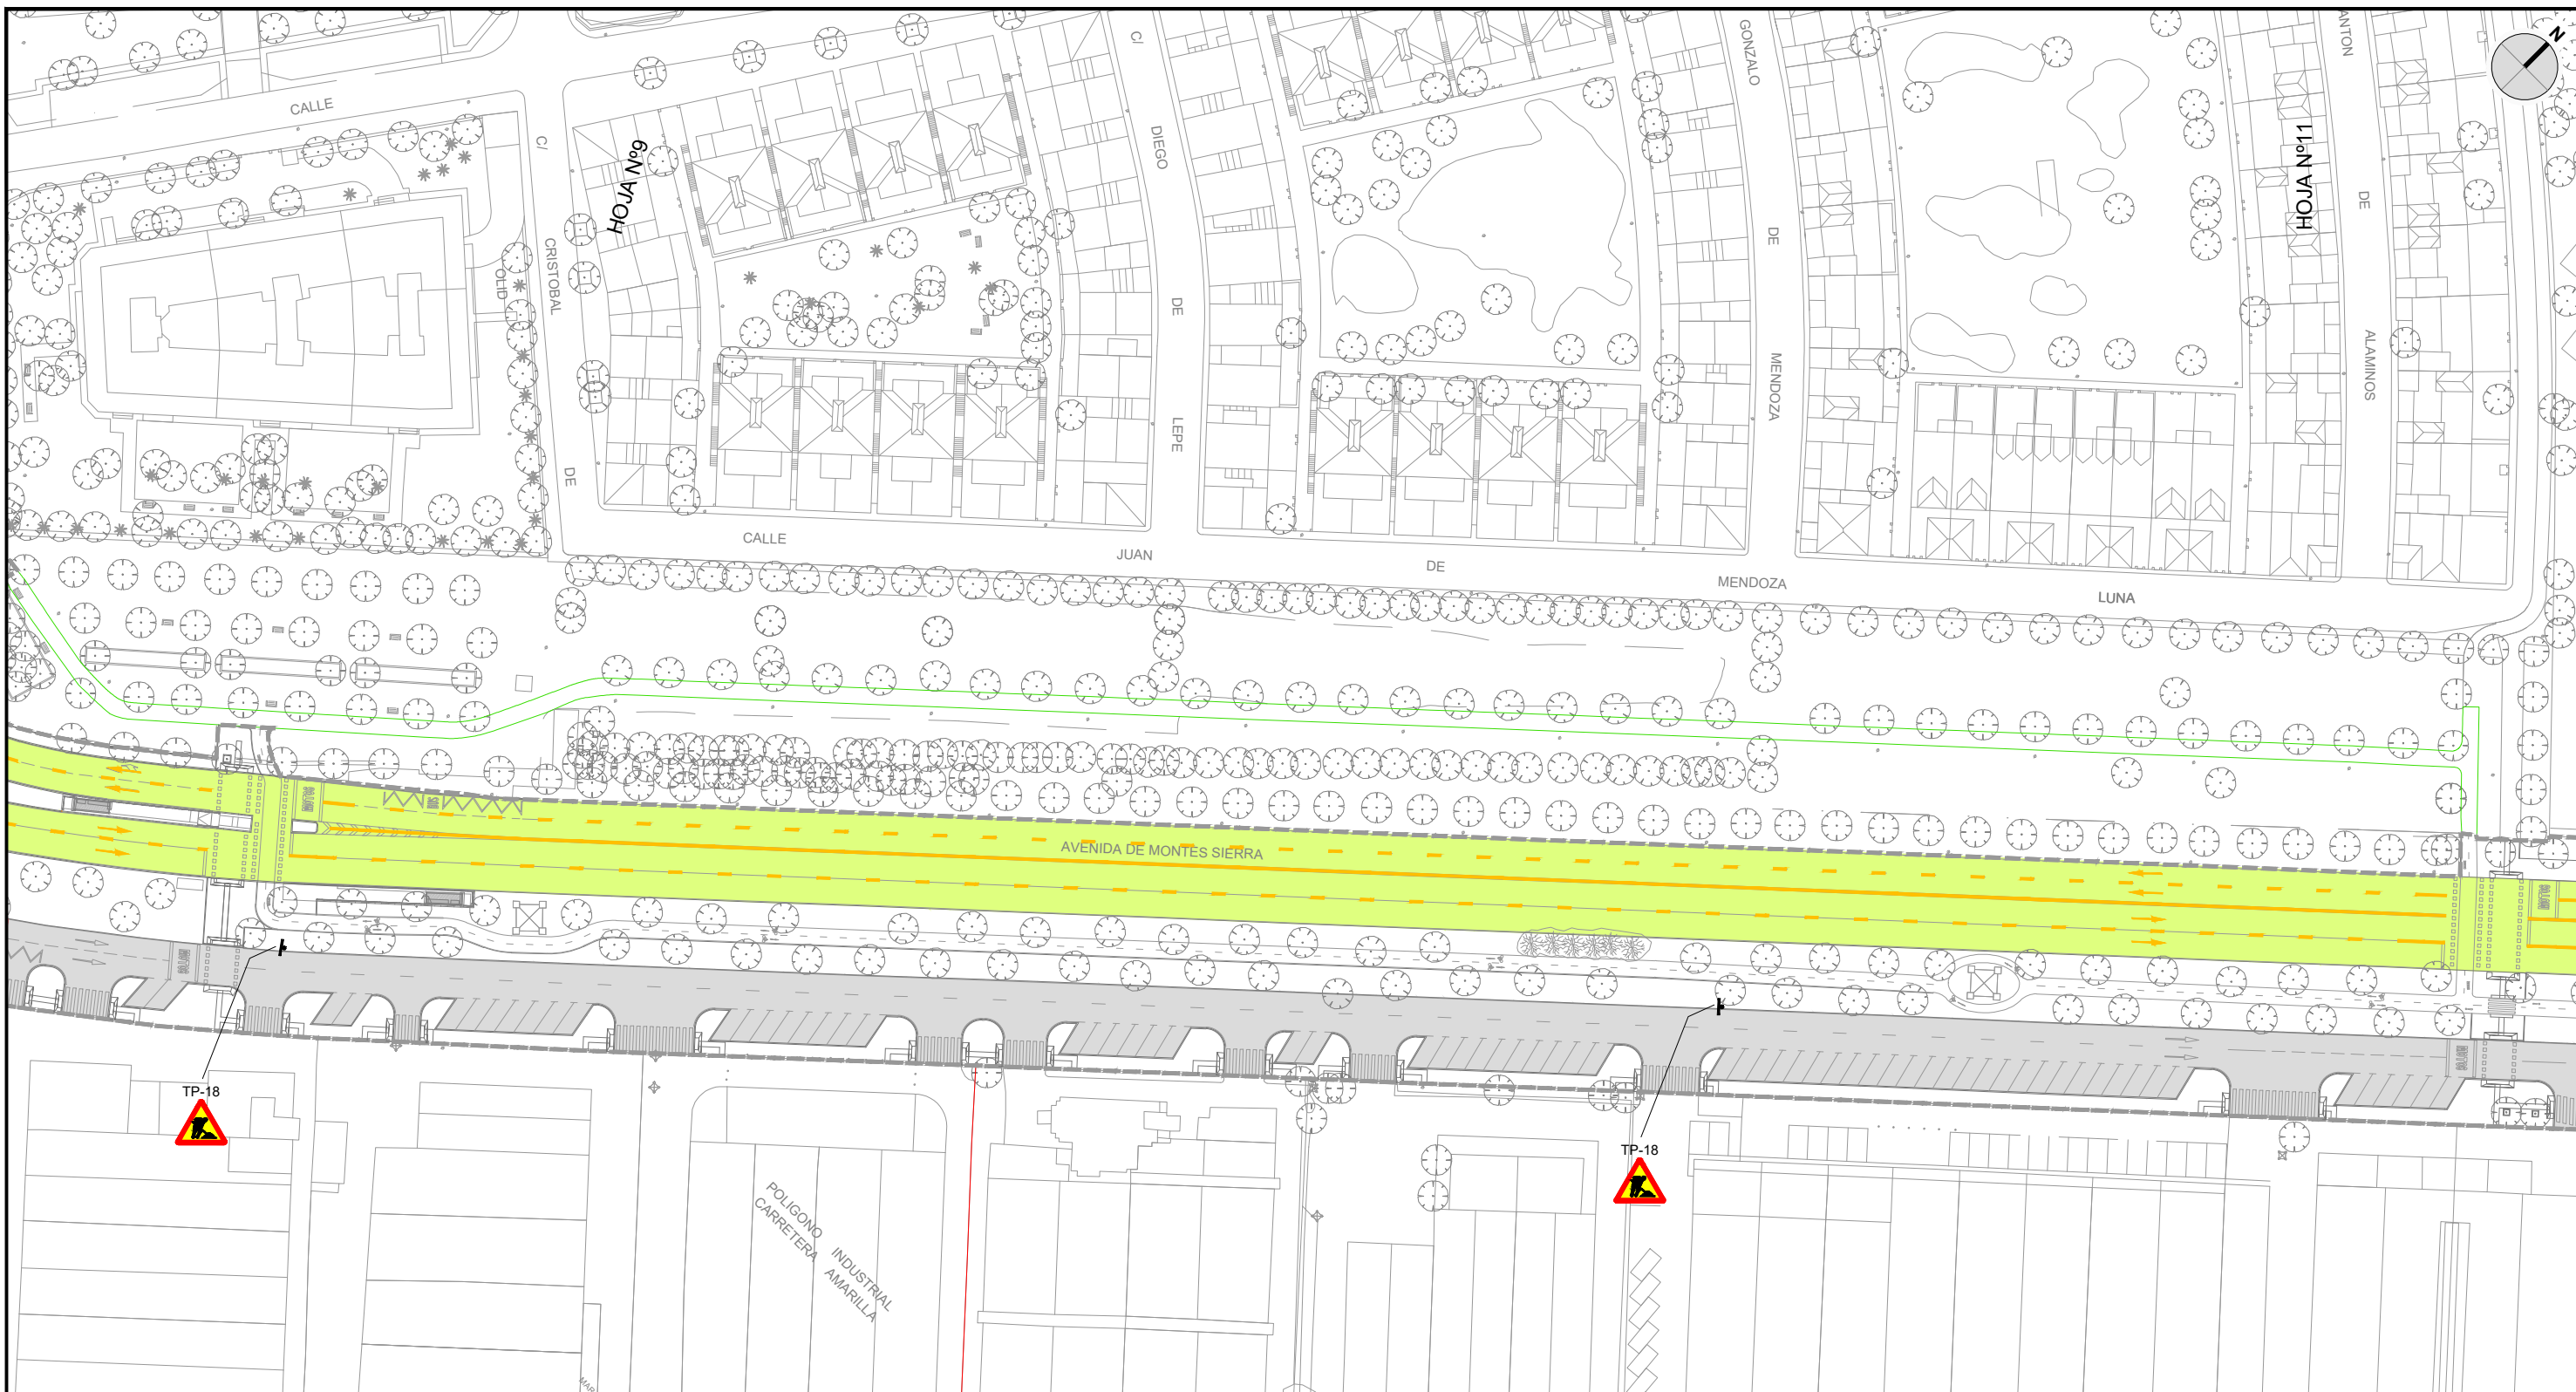 CALLE
C/
CRISTOBAL
DE
OLID
HOJA Nº9
C/
DIEGO
DE
LEPE
GONZALO
DE
MENDOZA
HOJA Nº11
ANTON
DE
ALAMINOS
N
CALLE
JUAN
DE
MENDOZA
LUNA
BUS
AVENIDA DE MONTES SIERRA
TP-18
TP-18
POLIGONO INDUSTRIAL
CARRETERA AMARILLA